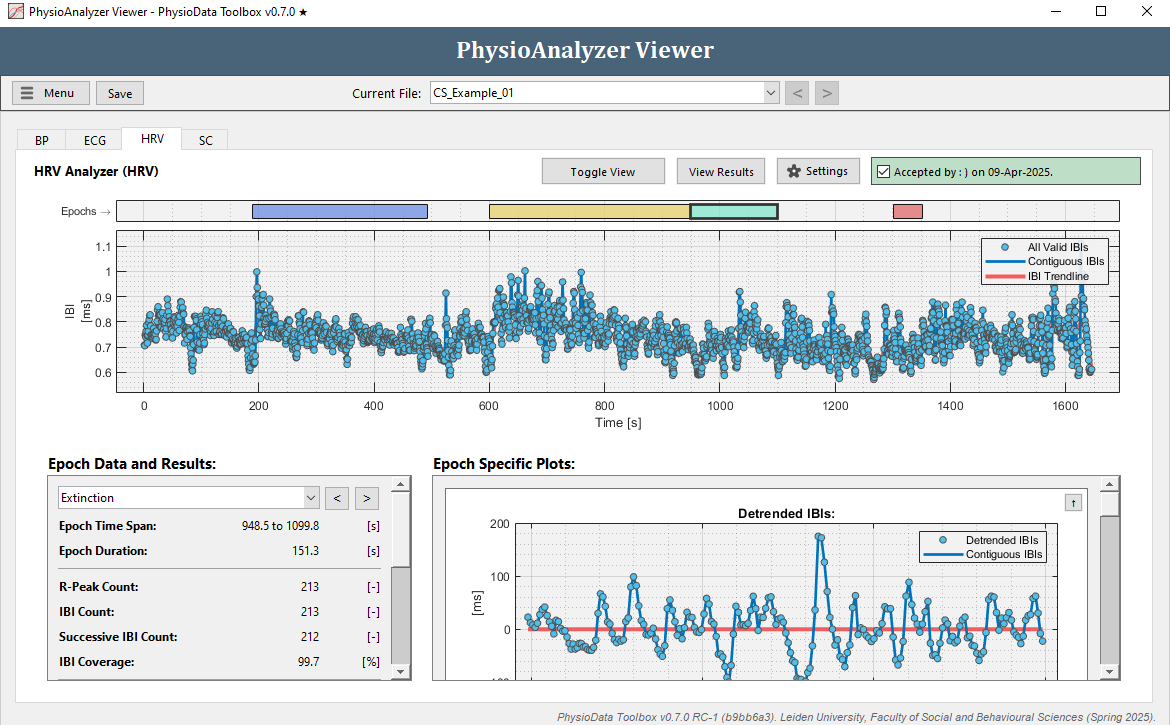 PhysioAnalyzer Viewer - PhysioData Toolbox v0.7.0 ★
PhysioAnalyzer Viewer
Menu
Save
Current File:
CS_Example_01
<
>
BP
ECG
HRV
SC
HRV Analyzer (HRV)
Toggle View
View Results
Settings
Accepted by : ) on 09-Apr-2025.
Epochs →
1.1
1
0.9
0.8
0.7
0.6
IBI
[ms]
All Valid IBIs
Contiguous IBIs
IBI Trendline
0 200 400 600 800 1000 1200 1400 1600
Time [s]
Epoch Data and Results:
Extinction
<
>
Epoch Time Span: 948.5 to 1099.8 [s]
Epoch Duration: 151.3 [s]
R-Peak Count: 213 [-]
IBI Count: 213 [-]
Successive IBI Count: 212 [-]
IBI Coverage: 99.7 [%]
Epoch Specific Plots:
↑
Detrended IBIs:
200
100
0
[ms]
Detrended IBIs
Contiguous IBIs
PhysioData Toolbox v0.7.0 RC-1 (b9bb6a3). Leiden University, Faculty of Social and Behavioural Sciences (Spring 2025).